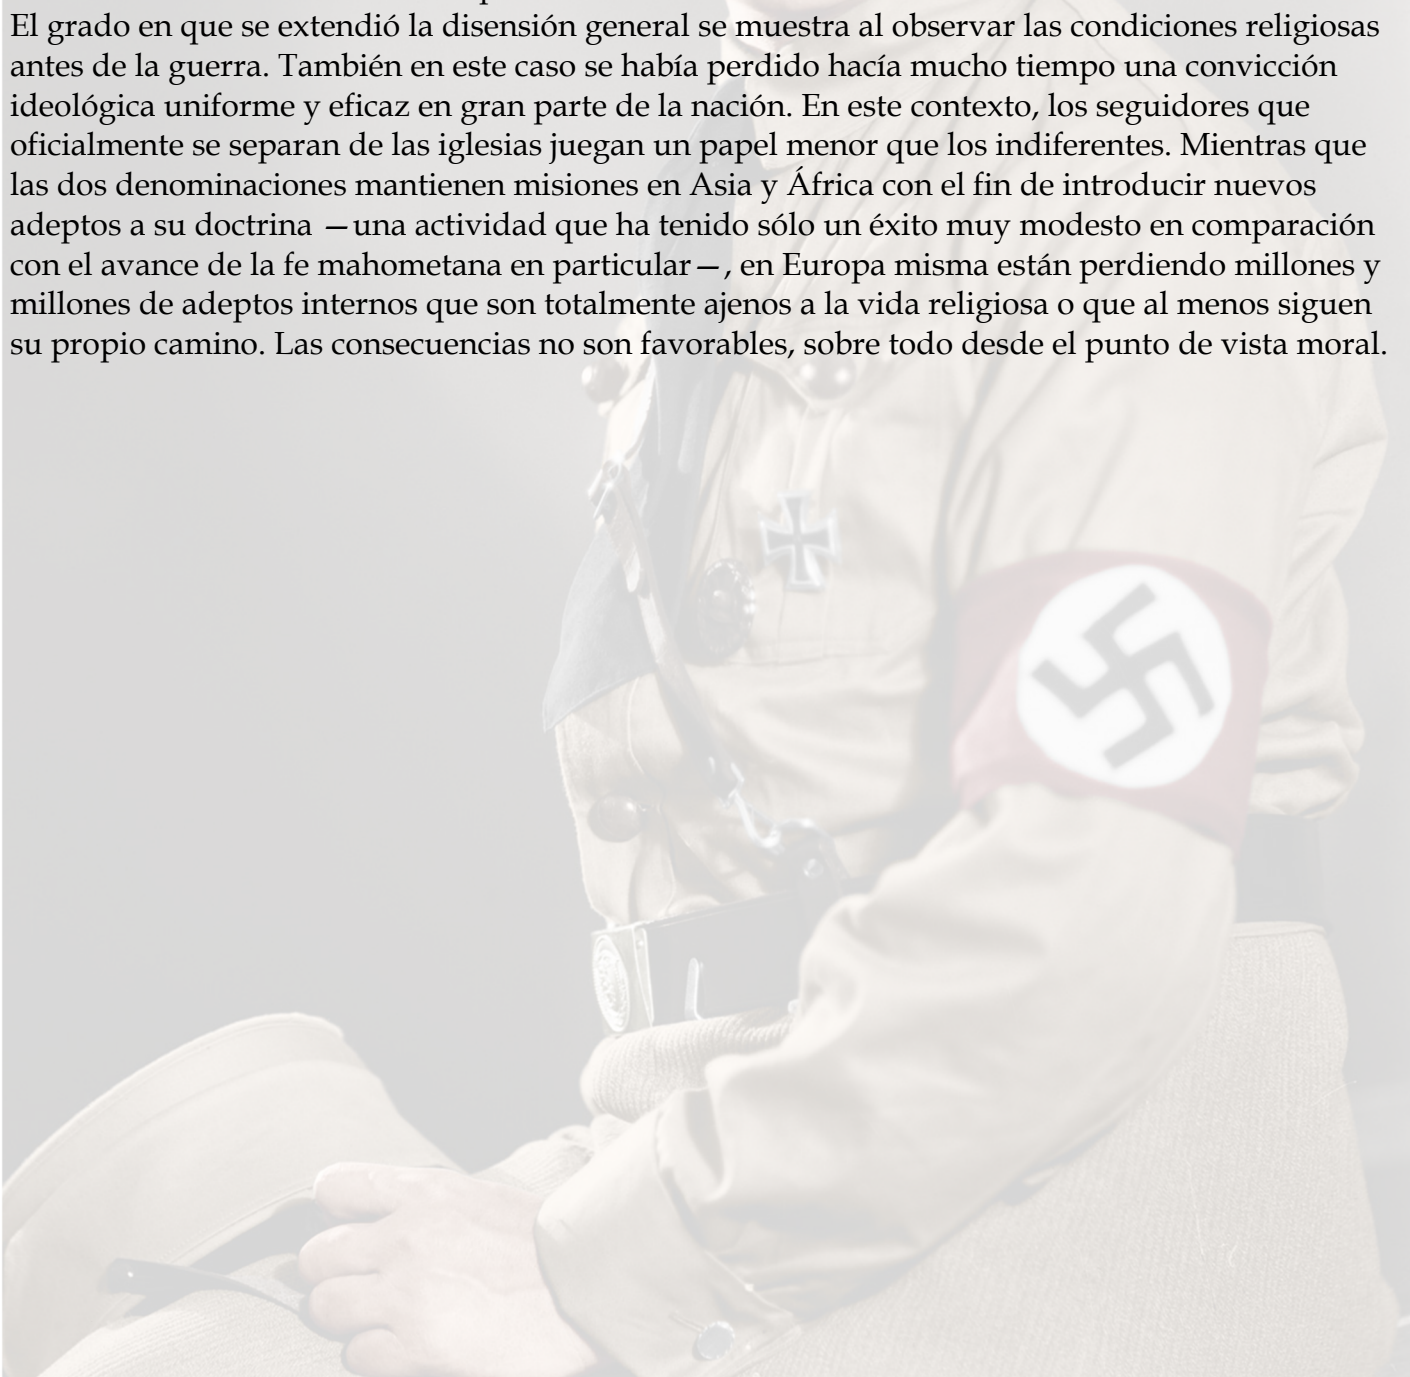 El grado en que se extendió la disensión general se muestra al observar las condiciones religiosas
antes de la guerra. También en este caso se había perdido hacía mucho tiempo una convicción
ideológica uniforme y eficaz en gran parte de la nación. En este contexto, los seguidores que
oficialmente se separan de las iglesias juegan un papel menor que los indiferentes. Mientras que
las dos denominaciones mantienen misiones en Asia y África con el fin de introducir nuevos
adeptos a su doctrina —una actividad que ha tenido sólo un éxito muy modesto en comparación
con el avance de la fe mahometana en particular—, en Europa misma están perdiendo millones y
millones de adeptos internos que son totalmente ajenos a la vida religiosa o que al menos siguen
su propio camino. Las consecuencias no son favorables, sobre todo desde el punto de vista moral.